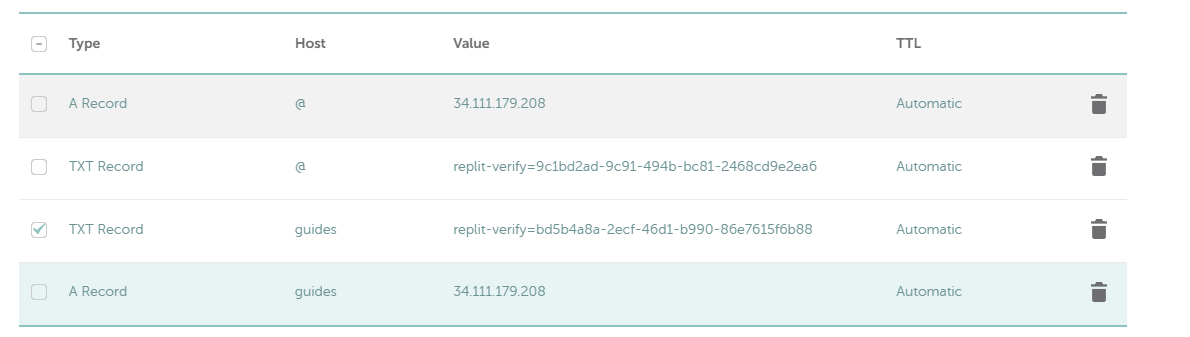 Type Host Value TTL
A Record @ 34.111.179.208 Automatic
TXT Record @ replit-verify=9c1bd2ad-9c91-494b-bc81-2468cd9e2ea6 Automatic
TXT Record guides replit-verify=bd5b4a8a-2ecf-46d1-b990-86e7615f6b88 Automatic
A Record guides 34.111.179.208 Automatic